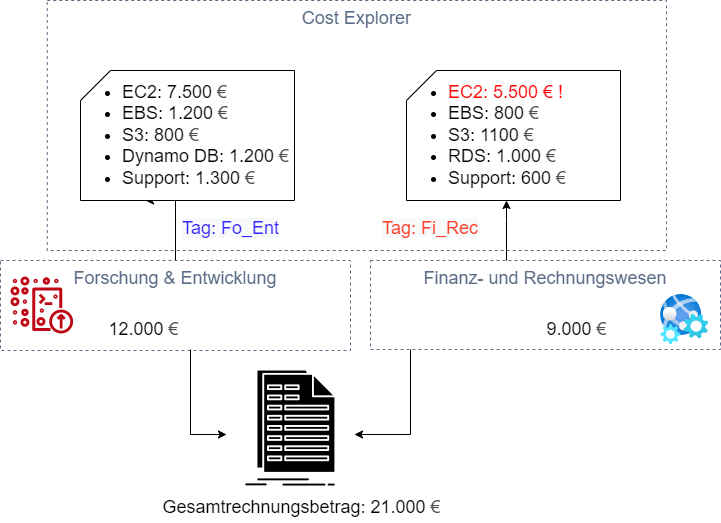 Cost Explorer
EC2: 7.500 €
EBS: 1.200 €
S3: 800 €
Dynamo DB: 1.200 €
Support: 1.300 €
EC2: 5.500 € !
EBS: 800 €
S3: 1100 €
RDS: 1.000 €
Support: 600 €
Tag: Fo_Ent
Tag: Fi_Rec
Forschung & Entwicklung
12.000 €
Finanz- und Rechnungswesen
9.000 €
Gesamtrechnungsbetrag: 21.000 €